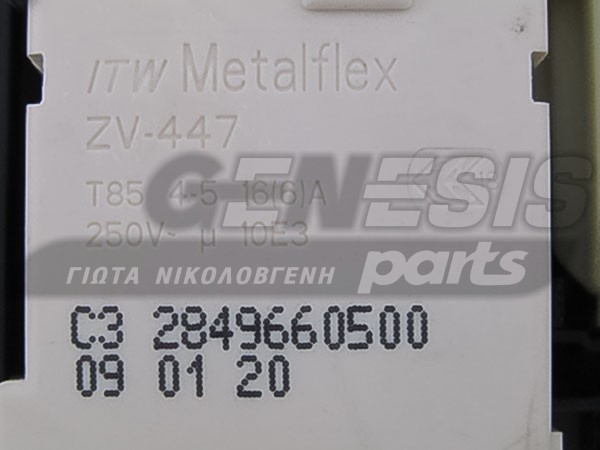 ITW Metalflex
ZV-447
T85 4-5 16(6)A
250V~ µ 10E3
GENESIS
parts
ΓΙΩΤΑ ΝΙΚΟΛΟΒΓΕΝΗ
C3 2849660500
09 01 20